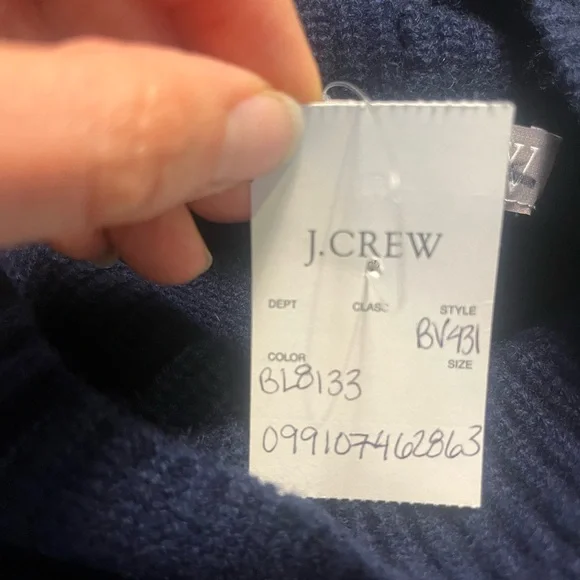 J.CREW
DEPT CLASS STYLE
BV431
COLOR SIZE
BL8133
099107462863